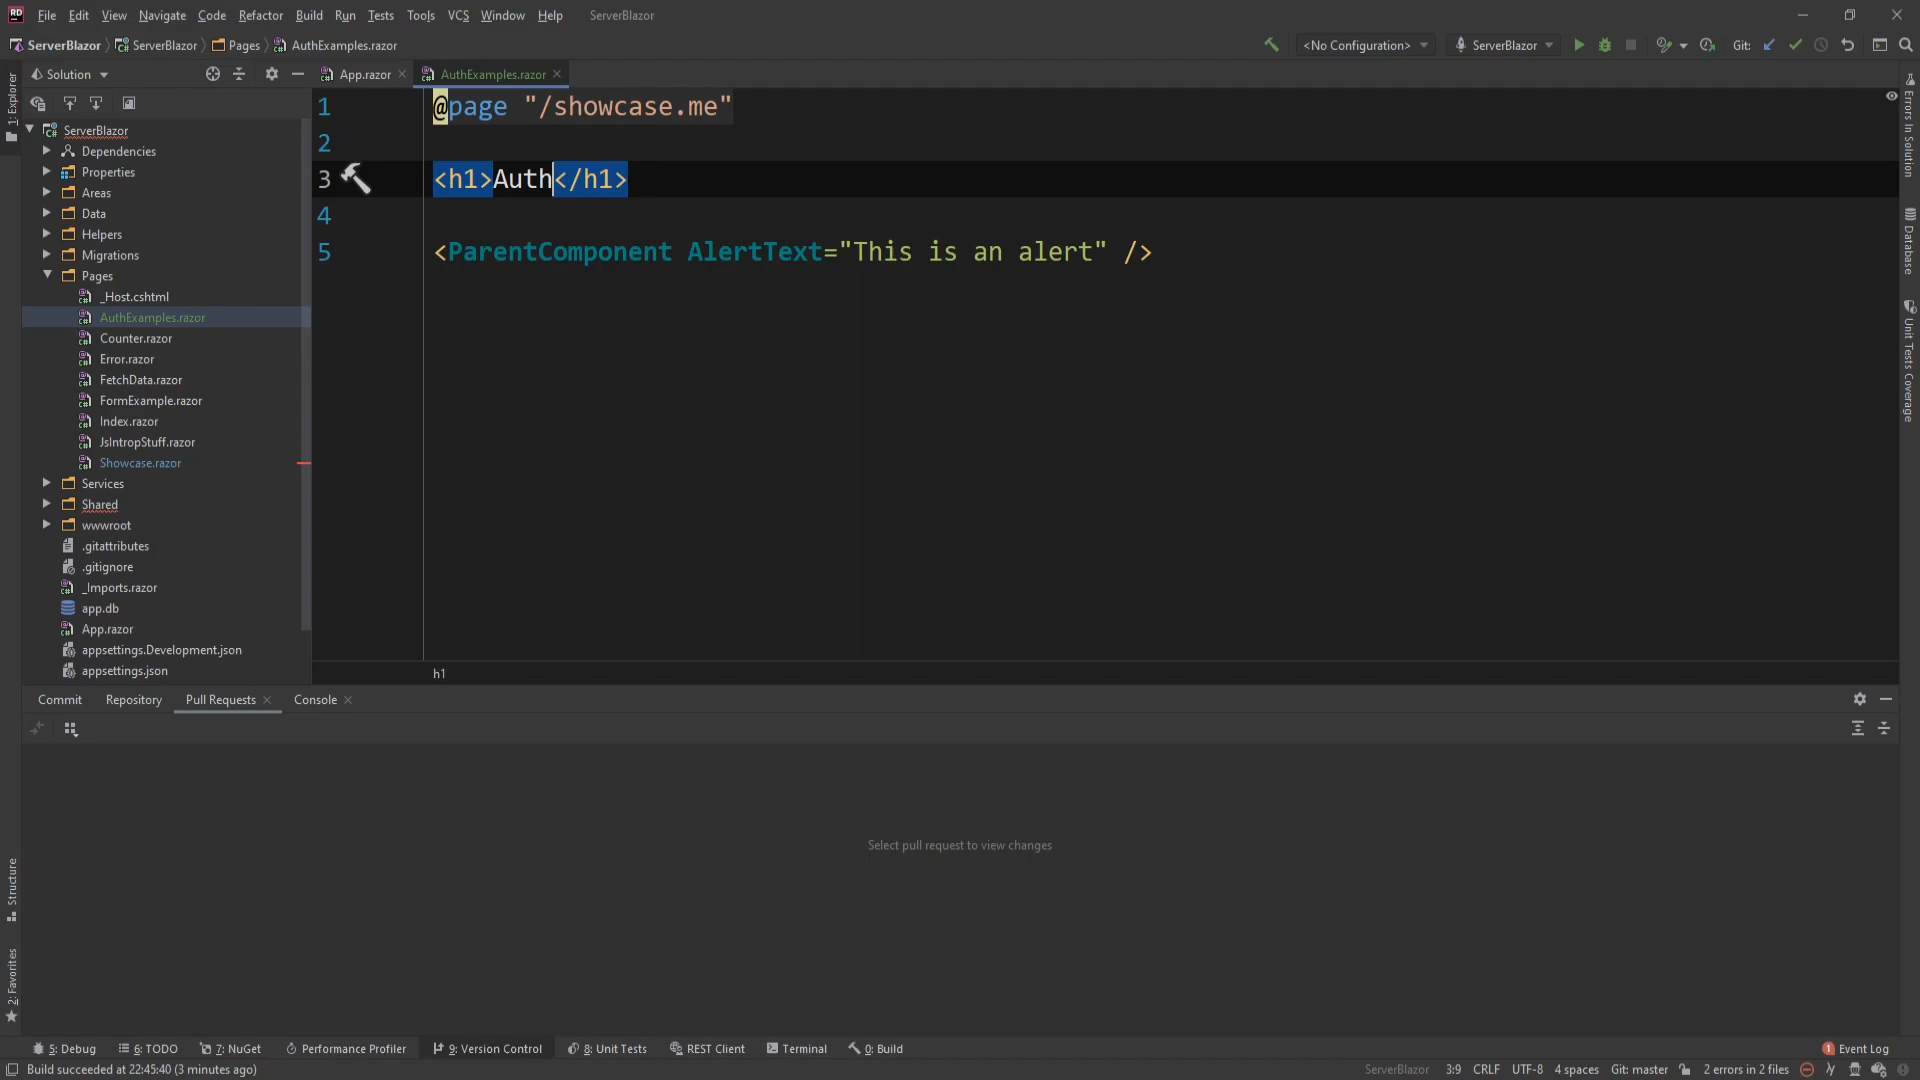 RD File Edit View Navigate Code Refactor Build Run Tests Tools VCS Window Help ServerBlazor
ServerBlazor ServerBlazor Pages AuthExamples.razor <No Configuration> ServerBlazor Git:
Solution App.razor AuthExamples.razor
1: Explorer
ServerBlazor
Dependencies
Properties
Areas
Data
Helpers
Migrations
Pages
_Host.cshtml
AuthExamples.razor
Counter.razor
Error.razor
FetchData.razor
FormExample.razor
Index.razor
JsIntropStuff.razor
Showcase.razor
Services
Shared
wwwroot
.gitattributes
.gitignore
_Imports.razor
app.db
App.razor
appsettings.Development.json
appsettings.json
1 @page "/showcase.me"
2
3 <h1>Auth</h1>
4
5 <ParentComponent AlertText="This is an alert" />
h1
Errors In Solution
Database
Unit Tests Coverage
Commit Repository Pull Requests Console
Select pull request to view changes
Structure
2: Favorites
5: Debug 6: TODO 7: NuGet Performance Profiler 9: Version Control 8: Unit Tests REST Client Terminal 0: Build 1 Event Log
Build succeeded at 22:45:40 (3 minutes ago) ServerBlazor 3:9 CRLF UTF-8 4 spaces Git: master 2 errors in 2 files